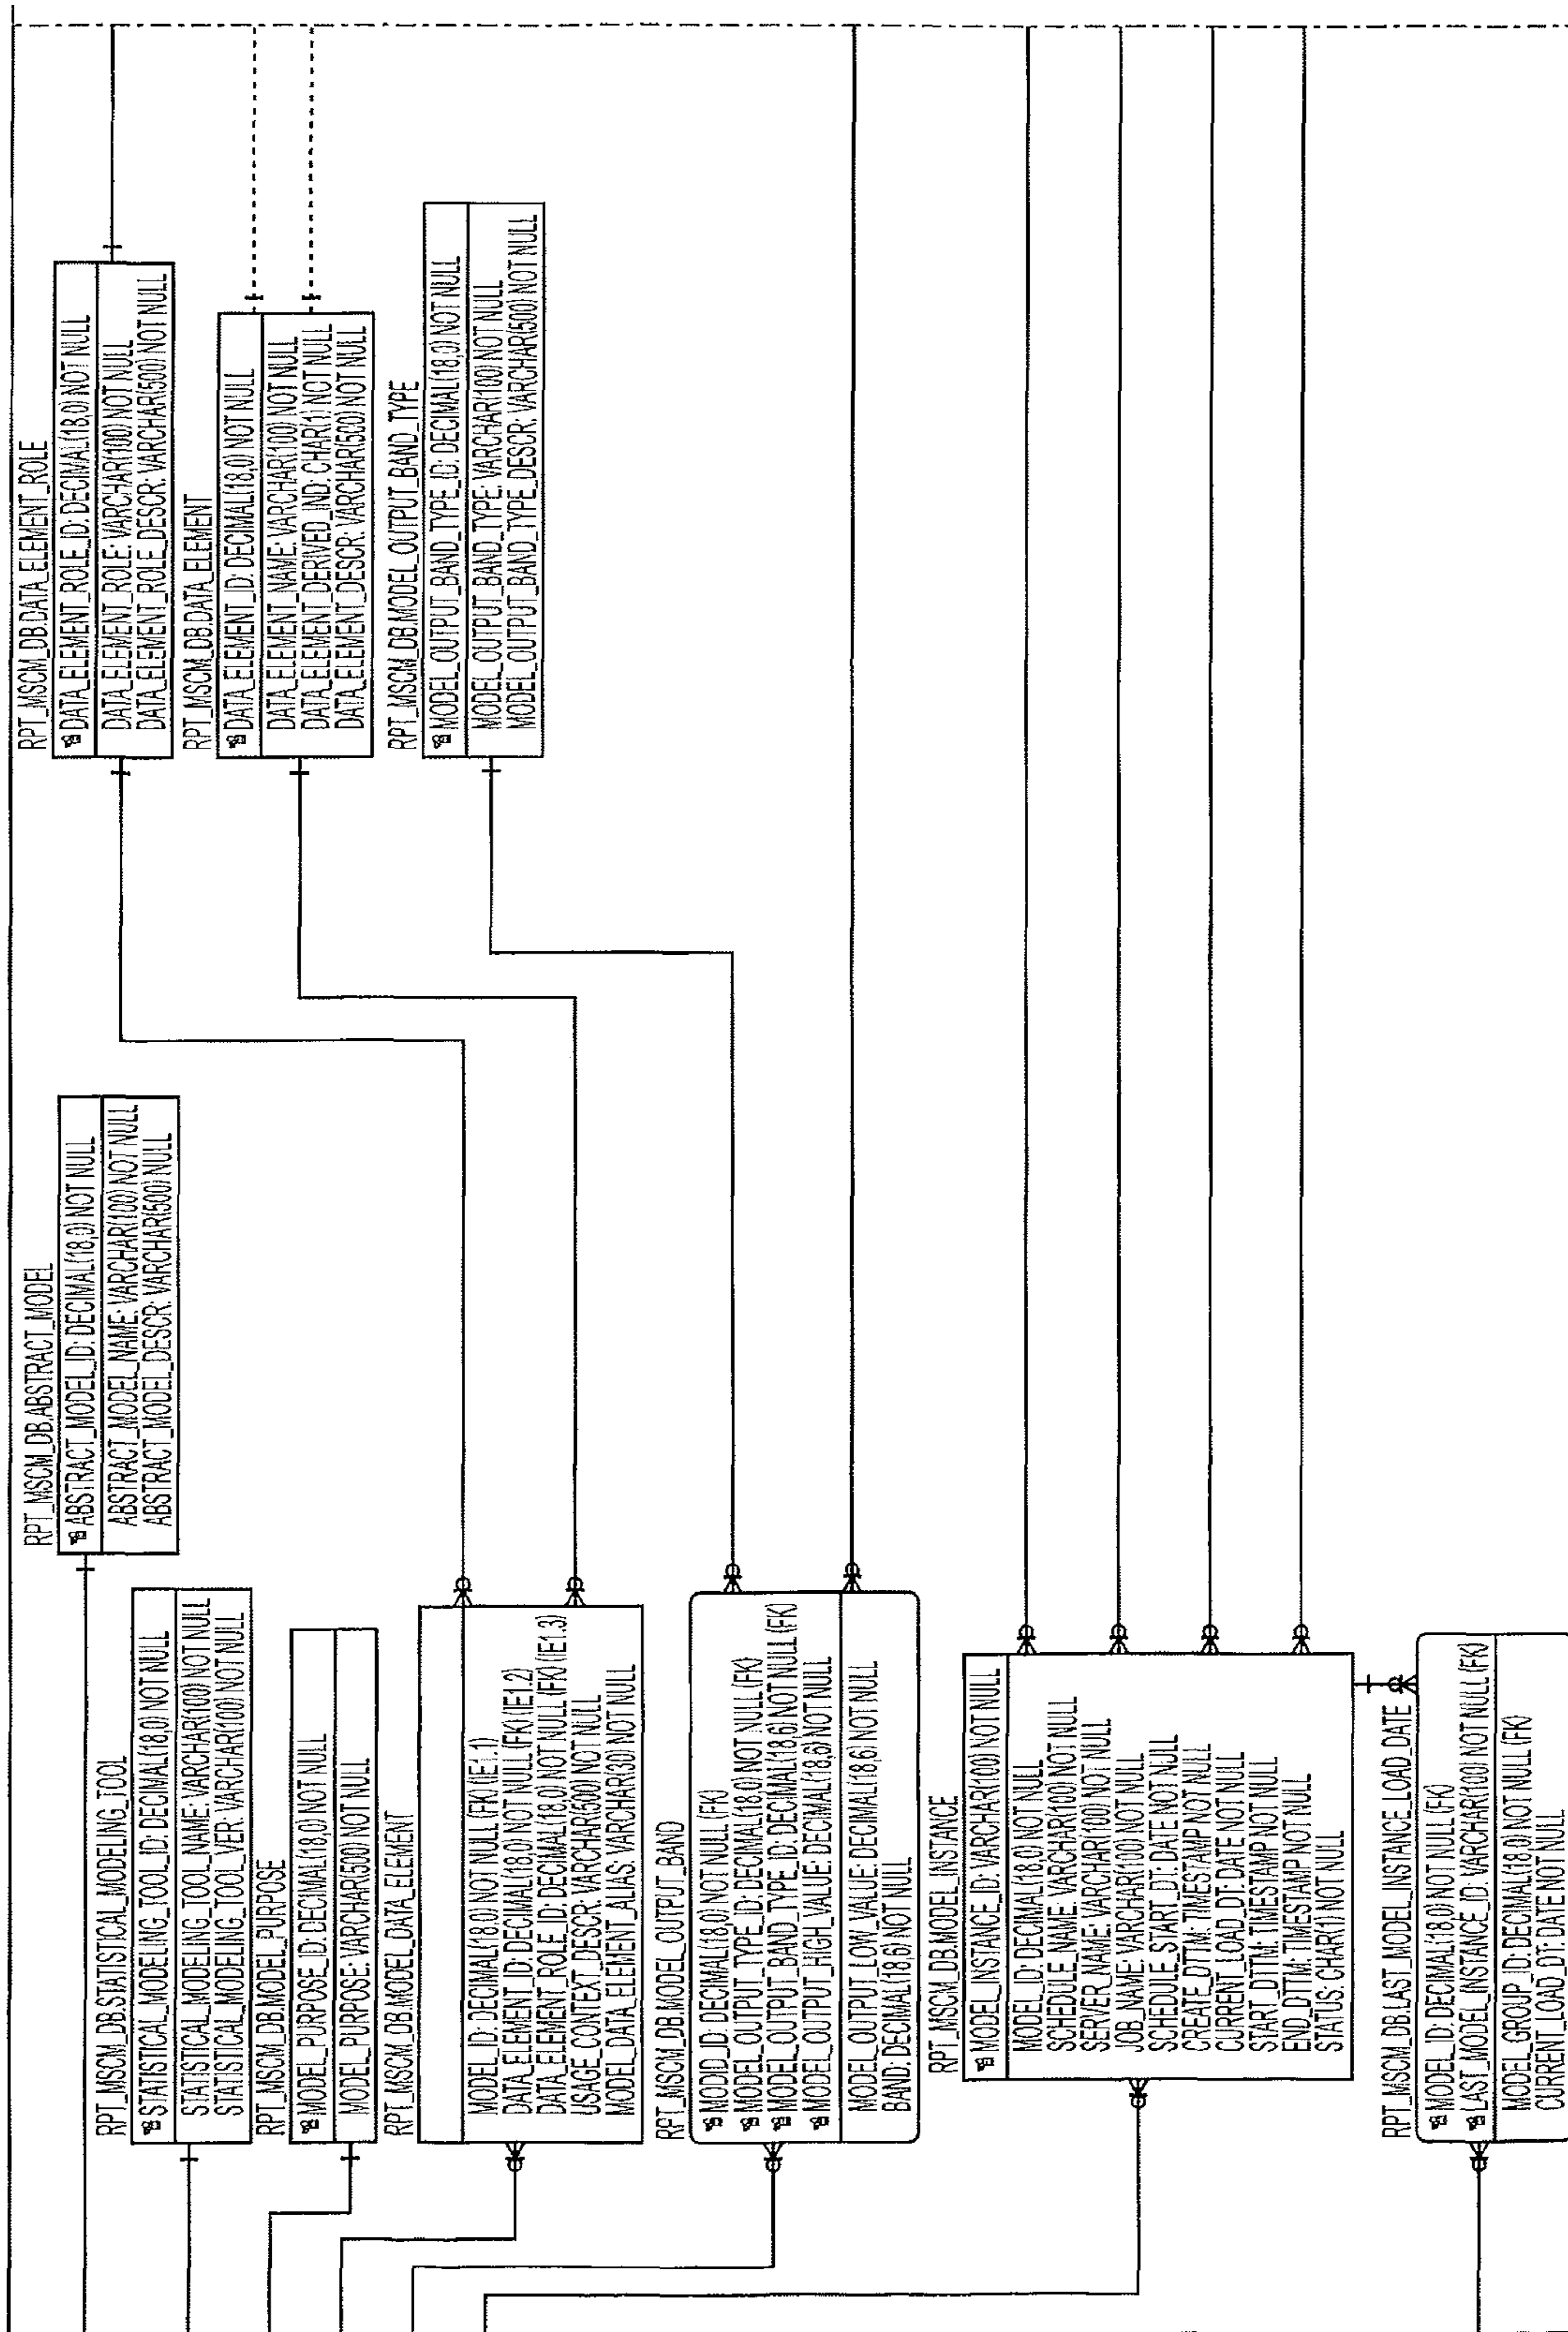 RPT_MSCM_DB.ABSTRACT_MODEL
ABSTRACT_MODEL_ID: DECIMAL(18,0) NOT NULL
ABSTRACT_MODEL_NAME: VARCHAR(100) NOT NULL
ABSTRACT_MODEL_DESCR: VARCHAR(500) NULL
RPT_MSCM_DB.STATISTICAL_MODELING_TOOL
STATISTICAL_MODELING_TOOL_ID: DECIMAL(18,0) NOT NULL
STATISTICAL_MODELING_TOOL_NAME: VARCHAR(100) NOT NULL
STATISTICAL_MODELING_TOOL_VER: VARCHAR(100) NOT NULL
RPT_MSCM_DB.MODEL_PURPOSE
MODEL_PURPOSE_ID: DECIMAL(18,0) NOT NULL
MODEL_PURPOSE: VARCHAR(500) NOT NULL
RPT_MSCM_DB.MODEL_DATA_ELEMENT
MODEL_ID: DECIMAL(18,0) NOT NULL (FK) (IE1.1)
DATA_ELEMENT_ID: DECIMAL(18,0) NOT NULL (FK) (IE1.2)
DATA_ELEMENT_ROLE_ID: DECIMAL(18,0) NOT NULL (FK) (IE1.3)
USAGE_CONTEXT_DESCR: VARCHAR(500) NOT NULL
MODEL_DATA_ELEMENT_ALIAS: VARCHAR(30) NOT NULL
RPT_MSCM_DB.MODEL_OUTPUT_BAND
MODID_ID: DECIMAL(18,0) NOT NULL (FK)
MODEL_OUTPUT_TYPE_ID: DECIMAL(18,0) NOT NULL (FK)
MODEL_OUTPUT_BAND_TYPE_ID: DECIMAL(18,6) NOT NULL (FK)
MODEL_OUTPUT_HIGH_VALUE: DECIMAL(18,6) NOT NULL
MODEL_OUTPUT_LOW_VALUE: DECIMAL(18,6) NOT NULL
BAND: DECIMAL(18,6) NOT NULL
RPT_MSCM_DB.MODEL_INSTANCE
MODEL_INSTANCE_ID: VARCHAR(100) NOT NULL
MODEL_ID: DECIMAL(18,0) NOT NULL
SCHEDULE_NAME: VARCHAR(100) NOT NULL
SERVER_NAME: VARCHAR(100) NOT NULL
JOB_NAME: VARCHAR(100) NOT NULL
SCHEDULE_START_DT: DATE NOT NULL
CREATE_DTTM: TIMESTAMP NOT NULL
CURRENT_LOAD_DT: DATE NOT NULL
START_DTTM: TIMESTAMP NOT NULL
END_DTTM: TIMESTAMP NOT NULL
STATUS: CHAR(1) NOT NULL
RPT_MSCM_DB.LAST_MODEL_INSTANCE_LOAD_DATE
MODEL_ID: DECIMAL(18,0) NOT NULL (FK)
LAST_MODEL_INSTANCE_ID: VARCHAR(100) NOT NULL (FK)
MODEL_GROUP_ID: DECIMAL(18,0) NOT NULL (FK)
CURRENT_LOAD_DT: DATE NOT NULL
RPT_MSCM_DB.DATA_ELEMENT_ROLE
DATA_ELEMENT_ROLE_ID: DECIMAL(18,0) NOT NULL
DATA_ELEMENT_ROLE: VARCHAR(100) NOT NULL
DATA_ELEMENT_ROLE_DESCR: VARCHAR(500) NOT NULL
RPT_MSCM_DB.DATA_ELEMENT
DATA_ELEMENT_ID: DECIMAL(18,0) NOT NULL
DATA_ELEMENT_NAME: VARCHAR(100) NOT NULL
DATA_ELEMENT_DERIVED_IND: CHAR(1) NOT NULL
DATA_ELEMENT_DESCR: VARCHAR(500) NOT NULL
RPT_MSCM_DB.MODEL_OUTPUT_BAND_TYPE
MODEL_OUTPUT_BAND_TYPE_ID: DECIMAL(18,0) NOT NULL
MODEL_OUTPUT_BAND_TYPE: VARCHAR(100) NOT NULL
MODEL_OUTPUT_BAND_TYPE_DESCR: VARCHAR(500) NOT NULL